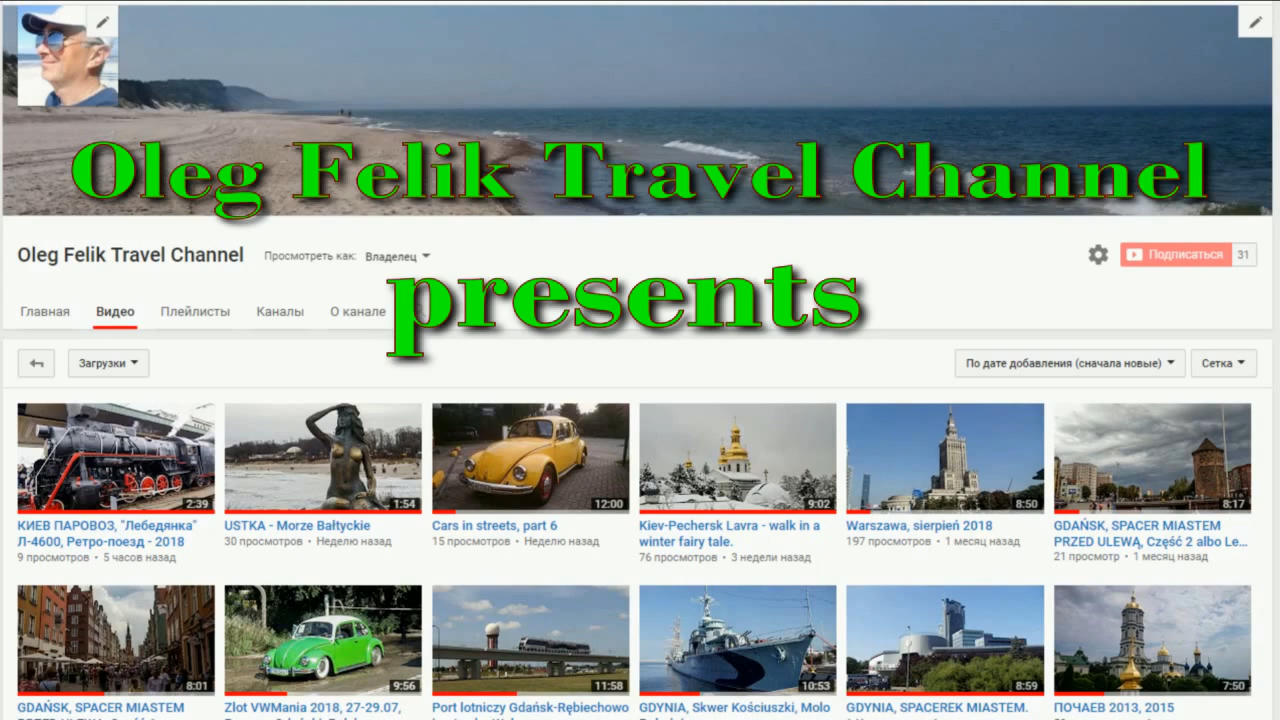 Oleg Felik Travel Channel
Oleg Felik Travel Channel
Просмотреть как: Владелец
Подписаться 31
presents
Главная Видео Плейлисты Каналы О канале
Загрузки
По дате добавления (сначала новые) Сетка
2:39 1:54 12:00 9:02 8:50 8:17
КИЕВ ПАРОВОЗ, "Лебедянка"
Л-4600, Ретро-поезд - 2018
9 просмотров • 5 часов назад
USTKA - Morze Bałtyckie
30 просмотров • Неделю назад
Cars in streets, part 6
15 просмотров • Неделю назад
Kiev-Pechersk Lavra - walk in a
winter fairy tale.
76 просмотров • 3 недели назад
Warszawa, sierpień 2018
197 просмотров • 1 месяц назад
GDAŃSK, SPACER MIASTEM
PRZED ULEWĄ, Część 2 albo Le...
21 просмотр • 1 месяц назад
8:01 9:56 11:58 10:53 8:59 7:50
GDAŃSK, SPACER MIASTEM
Zlot VWMania 2018, 27-29.07,
Port lotniczy Gdańsk-Rębiechowo
GDYNIA, Skwer Kościuszki, Molo
GDYNIA, SPACEREK MIASTEM.
ПОЧАЕВ 2013, 2015